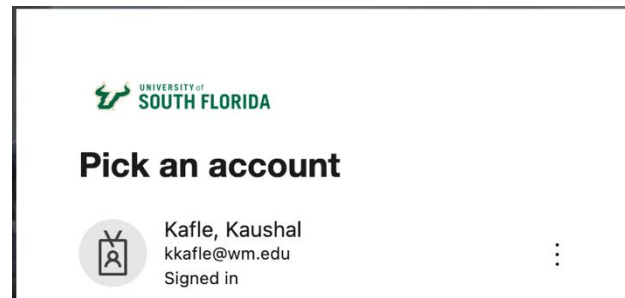 UNIVERSITY of
SOUTH FLORIDA
Pick an account
Kafle, Kaushal
kkafle@wm.edu
Signed in